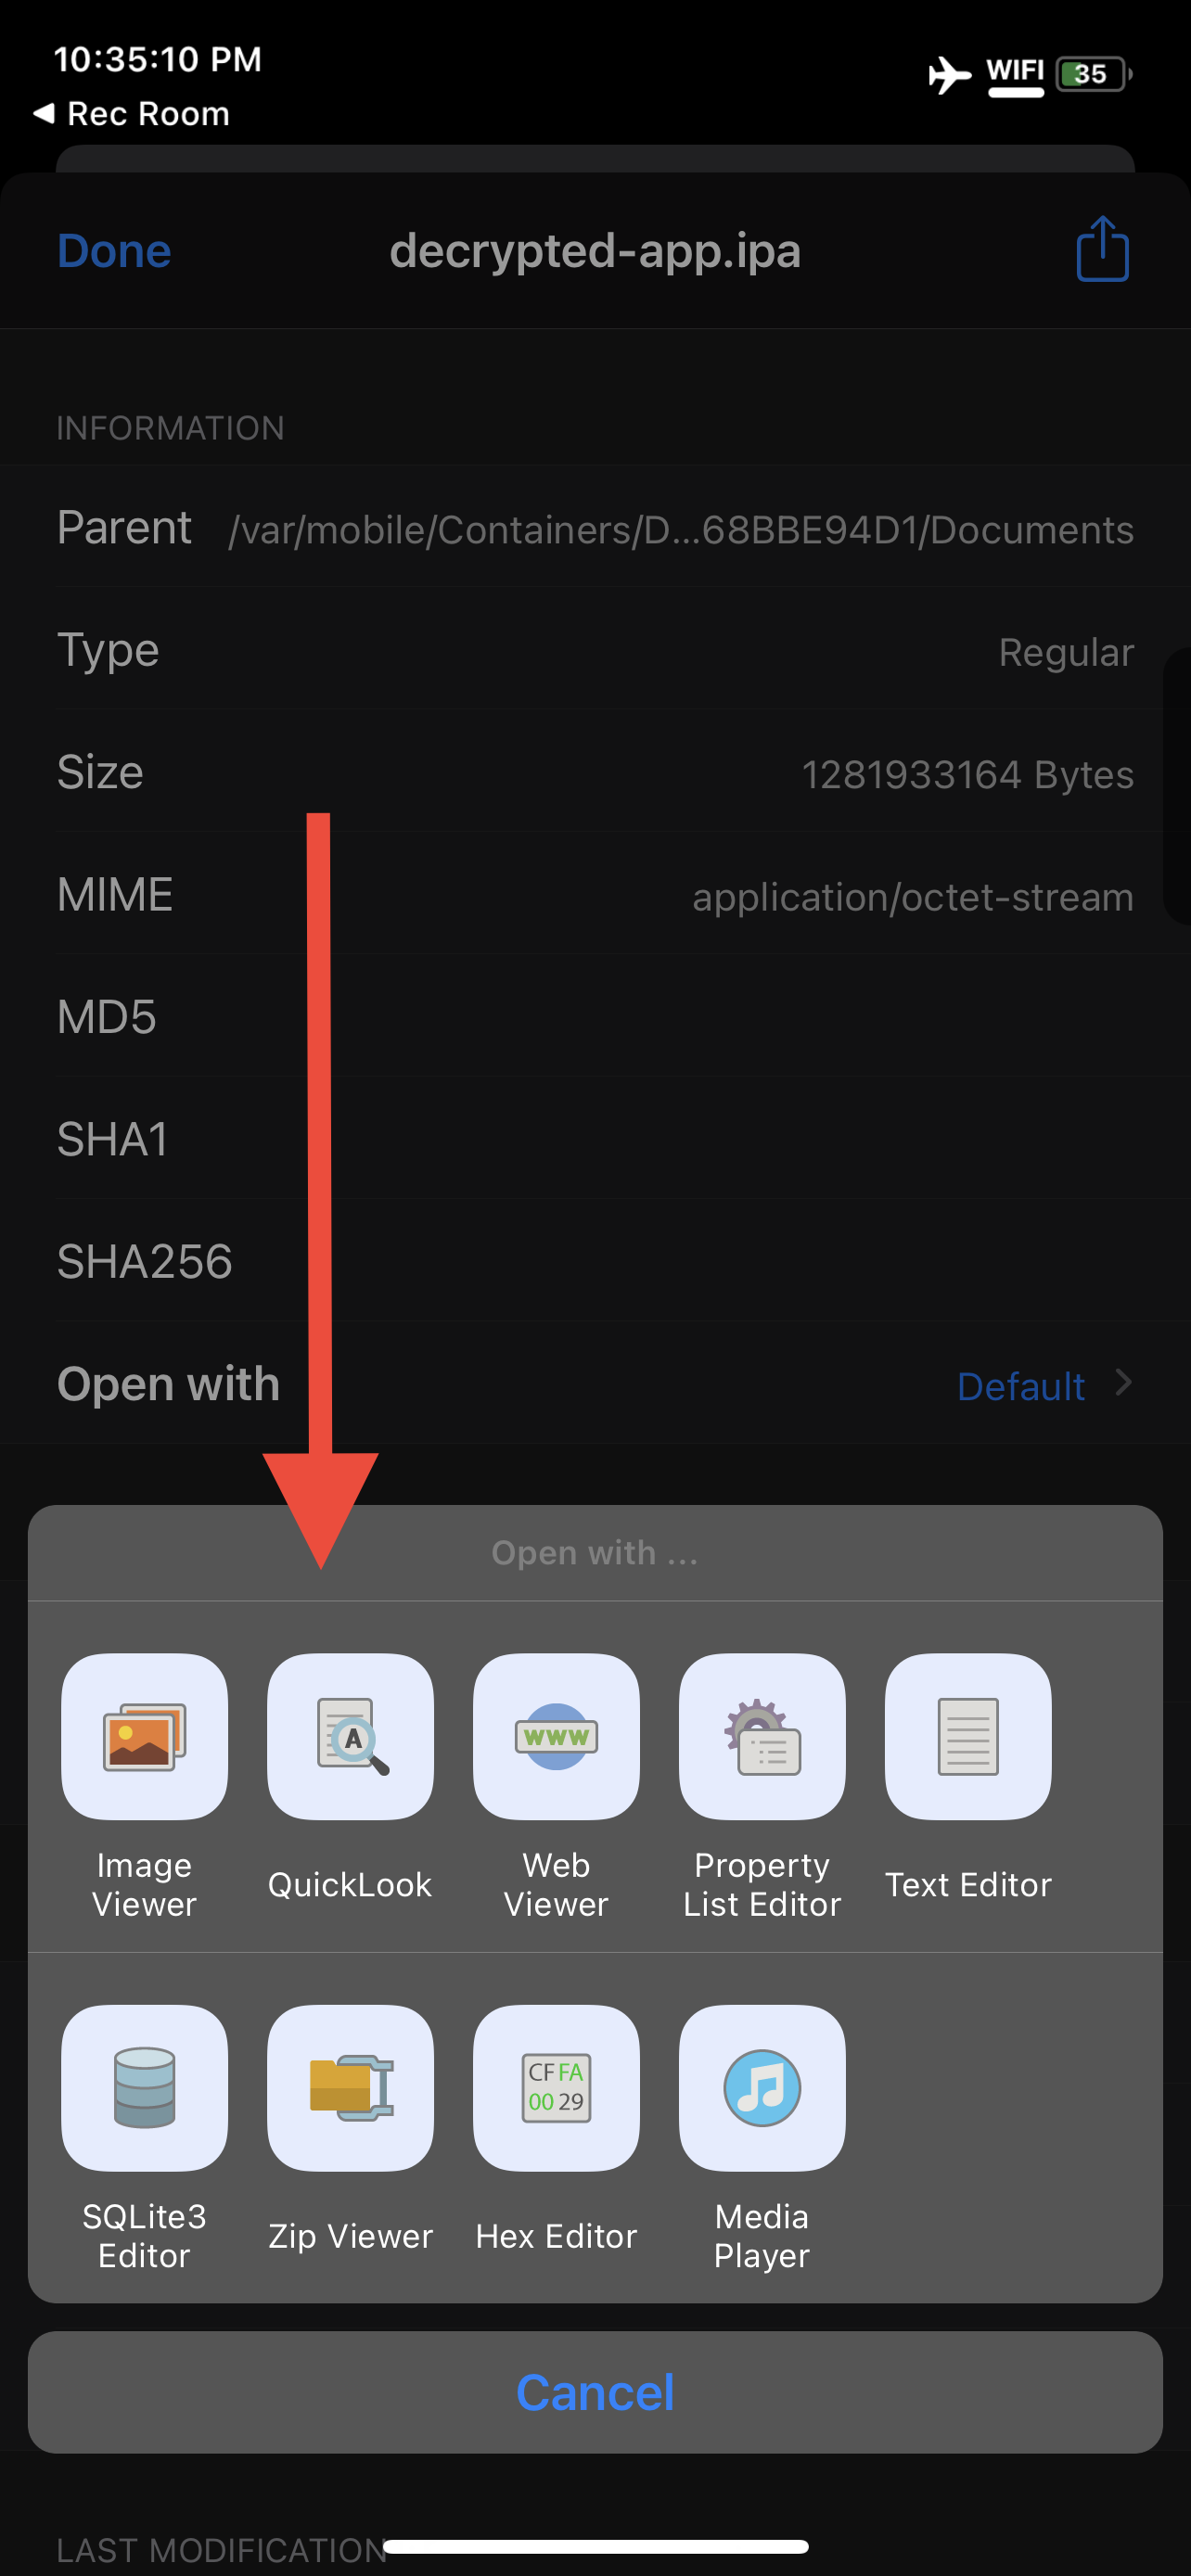 10:35:10 PM
WIFI 35
◀ Rec Room
Done decrypted-app.ipa
INFORMATION
Parent /var/mobile/Containers/D...68BBE94D1/Documents
Type Regular
Size 1281933164 Bytes
MIME application/octet-stream
MD5
SHA1
SHA256
Open with Default
Open with ...
Image Viewer
QuickLook
Web Viewer
Property List Editor
Text Editor
SQLite3 Editor
Zip Viewer
Hex Editor
Media Player
A
WWW
CF FA
00 29
Cancel
LAST MODIFICATION